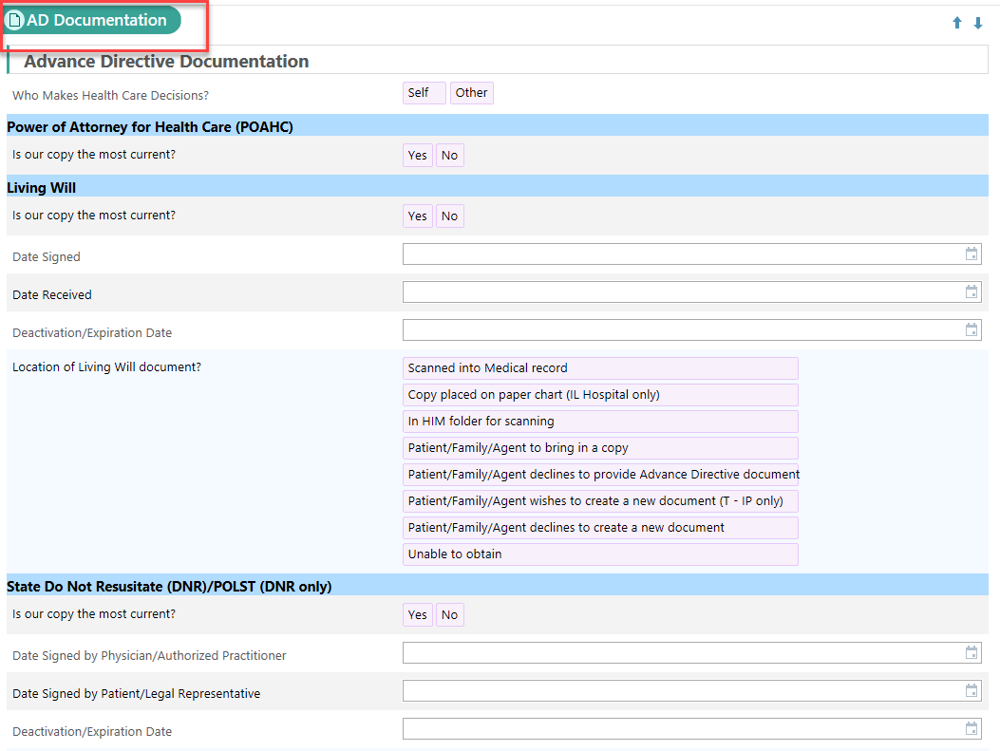 AD Documentation
Advance Directive Documentation
Who Makes Health Care Decisions? Self Other
Power of Attorney for Health Care (POAHC)
Is our copy the most current? Yes No
Living Will
Is our copy the most current? Yes No
Date Signed
Date Received
Deactivation/Expiration Date
Location of Living Will document? Scanned into Medical record
Copy placed on paper chart (IL Hospital only)
In HIM folder for scanning
Patient/Family/Agent to bring in a copy
Patient/Family/Agent declines to provide Advance Directive document
Patient/Family/Agent wishes to create a new document (T - IP only)
Patient/Family/Agent declines to create a new document
Unable to obtain
State Do Not Resusitate (DNR)/POLST (DNR only)
Is our copy the most current? Yes No
Date Signed by Physician/Authorized Practitioner
Date Signed by Patient/Legal Representative
Deactivation/Expiration Date